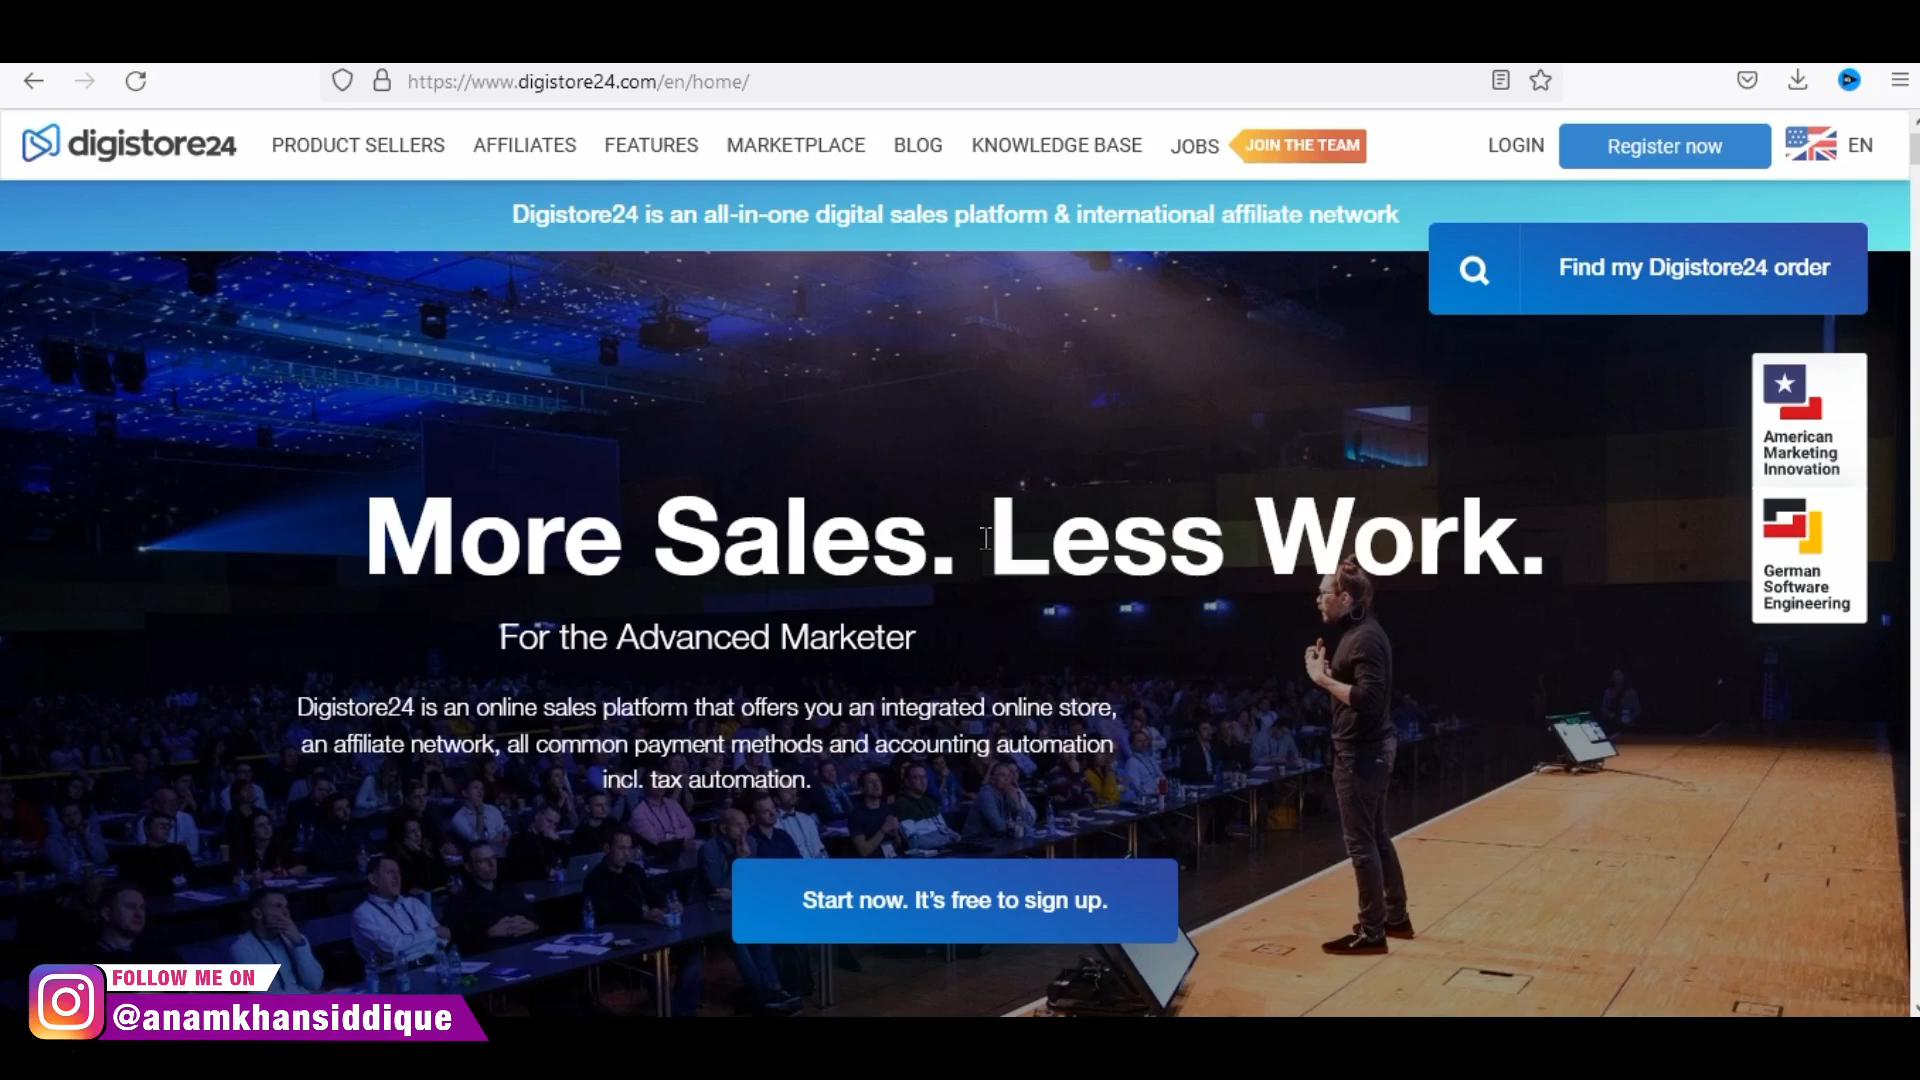 https://www.digistore24.com/en/home/
digistore24
PRODUCT SELLERS
AFFILIATES
FEATURES
MARKETPLACE
BLOG
KNOWLEDGE BASE
JOBS
JOIN THE TEAM
LOGIN
Register now
EN
Digistore24 is an all-in-one digital sales platform & international affiliate network
Find my Digistore24 order
American
Marketing
Innovation
German
Software
Engineering
More Sales. Less Work.
For the Advanced Marketer
Digistore24 is an online sales platform that offers you an integrated online store,
an affiliate network, all common payment methods and accounting automation
incl. tax automation.
Start now. It's free to sign up.
FOLLOW ME ON
@anamkhansiddique